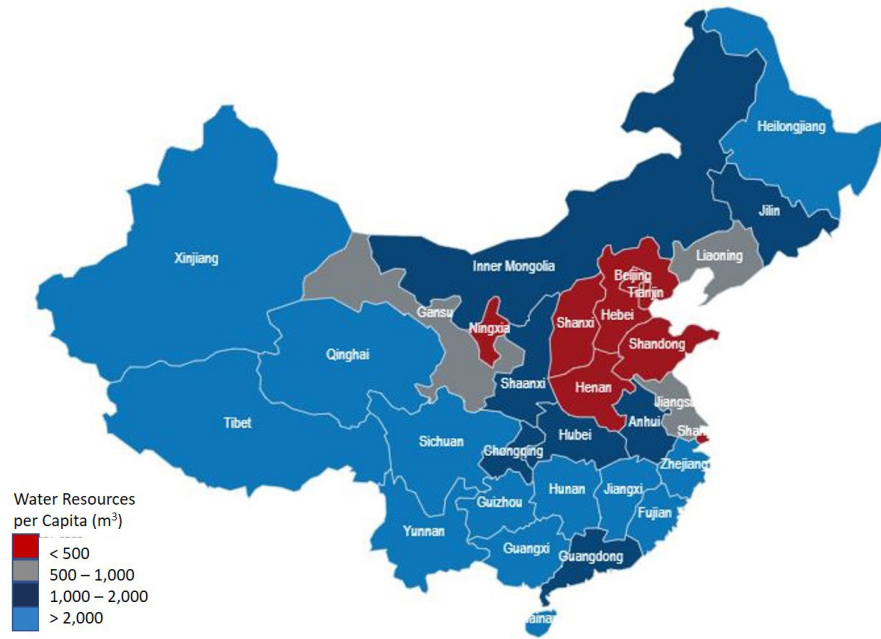 Heilongjiang
Jilin
Liaoning
Xinjiang
Inner Mongolia
Beijing
Tianjin
Gansu
Ningxia
Shanxi
Hebei
Shandong
Qinghai
Shaanxi
Henan
Jiangsu
Tibet
Anhui
Shan
Sichuan
Chongqing
Hubei
Zhejiang
Guizhou
Hunan
Jiangxi
Fujian
Yunnan
Guangxi
Guangdong
ainan
Water Resources
per Capita (m³)
< 500
500 – 1,000
1,000 – 2,000
> 2,000